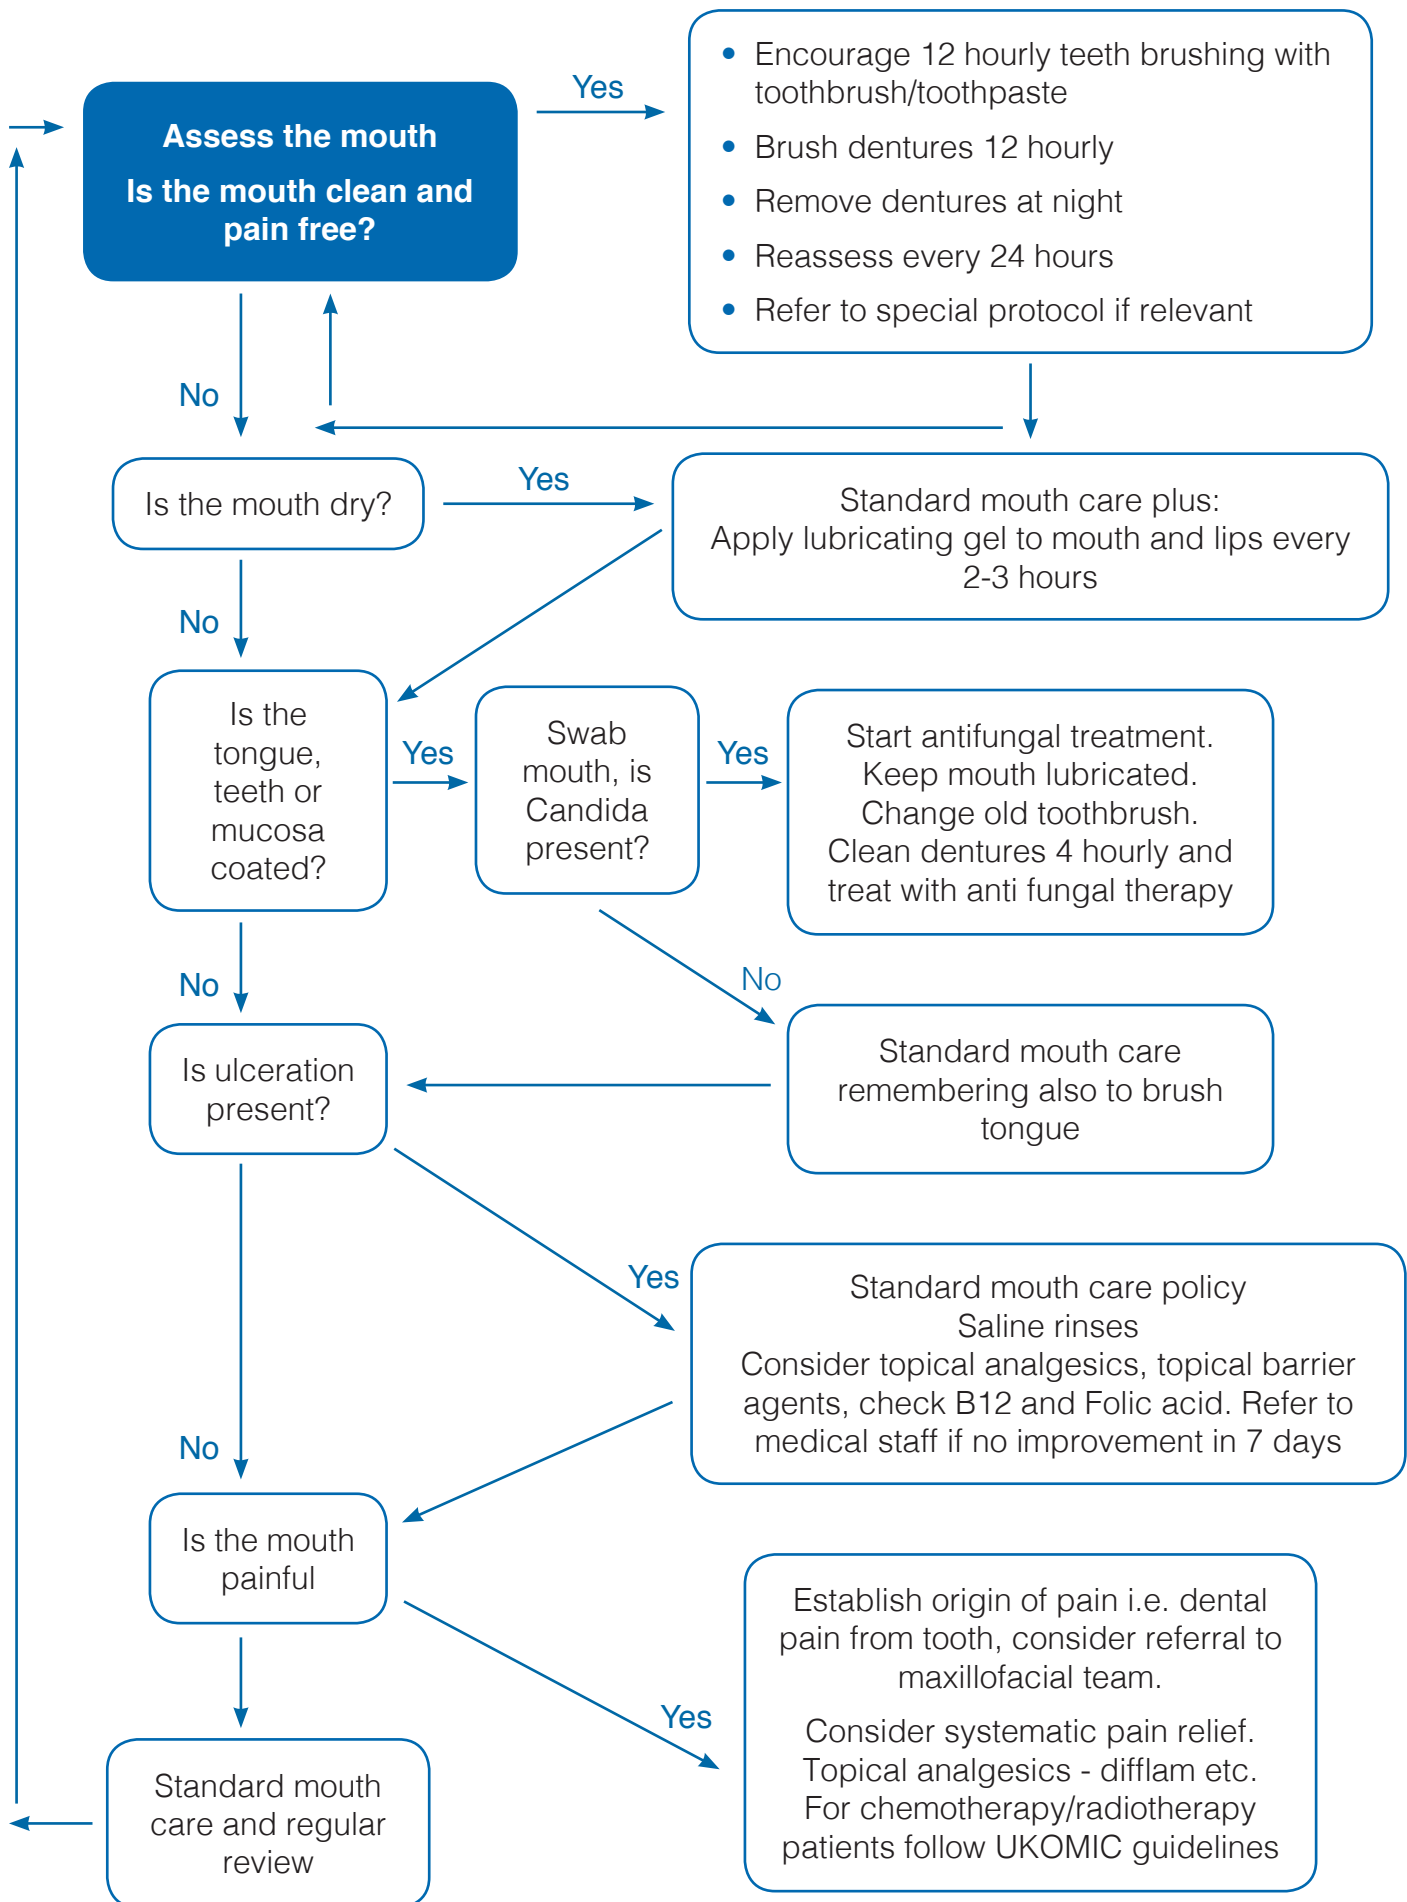 Assess the mouth
Is the mouth clean and
pain free?
Yes
• Encourage 12 hourly teeth brushing with
toothbrush/toothpaste
• Brush dentures 12 hourly
• Remove dentures at night
• Reassess every 24 hours
• Refer to special protocol if relevant
No
Is the mouth dry?
Yes
Standard mouth care plus:
Apply lubricating gel to mouth and lips every
2-3 hours
No
Is the
tongue,
teeth or
mucosa
coated?
Yes
Swab
mouth, is
Candida
present?
Yes
Start antifungal treatment.
Keep mouth lubricated.
Change old toothbrush.
Clean dentures 4 hourly and
treat with anti fungal therapy
No
No
Standard mouth care
remembering also to brush
tongue
Is ulceration
present?
Yes
Standard mouth care policy
Saline rinses
Consider topical analgesics, topical barrier
agents, check B12 and Folic acid. Refer to
medical staff if no improvement in 7 days
No
Is the mouth
painful
Yes
Establish origin of pain i.e. dental
pain from tooth, consider referral to
maxillofacial team.
Consider systematic pain relief.
Topical analgesics - difflam etc.
For chemotherapy/radiotherapy
patients follow UKOMIC guidelines
Standard mouth
care and regular
review